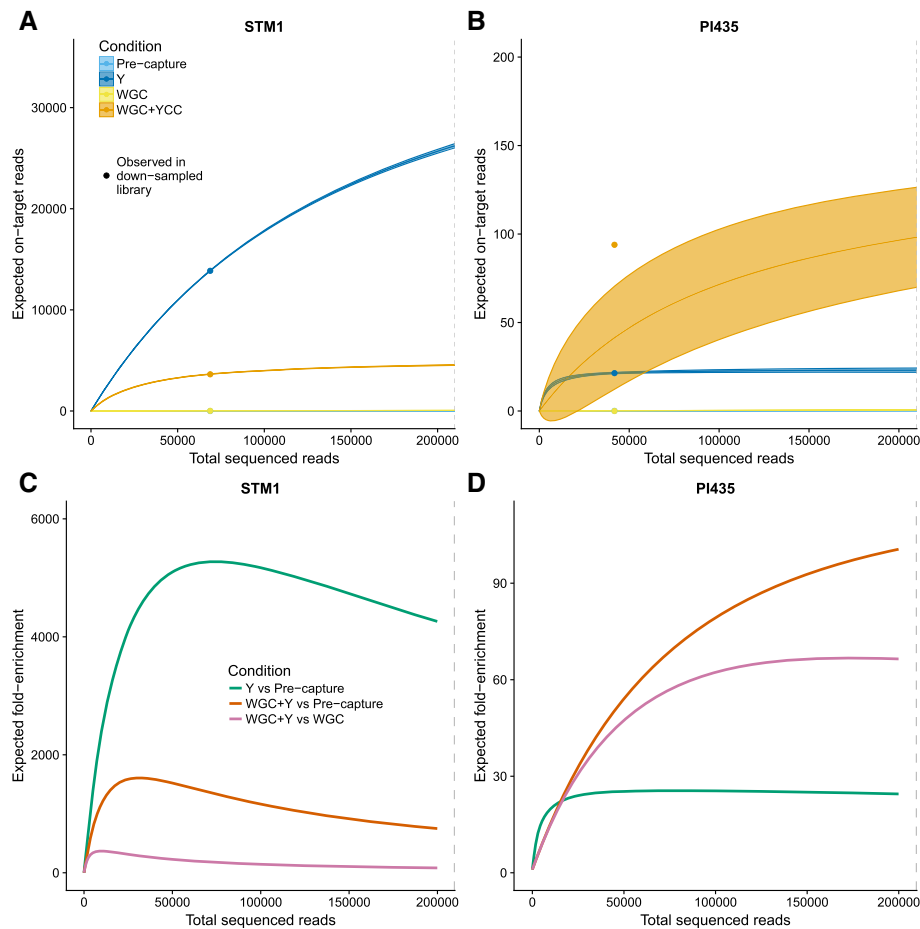 A
STM1
Condition
Pre−capture
Y
WGC
WGC+YCC
Observed in
down−sampled
library
Expected on−target reads
30000
20000
10000
0
0
50000
100000
150000
200000
Total sequenced reads
B
PI435
Expected on−target reads
200
150
100
50
0
0
50000
100000
150000
200000
Total sequenced reads
C
STM1
Expected fold−enrichment
6000
4000
2000
0
Condition
Y vs Pre−capture
WGC+Y vs Pre−capture
WGC+Y vs WGC
0
50000
100000
150000
200000
Total sequenced reads
D
PI435
Expected fold−enrichment
90
60
30
0
0
50000
100000
150000
200000
Total sequenced reads